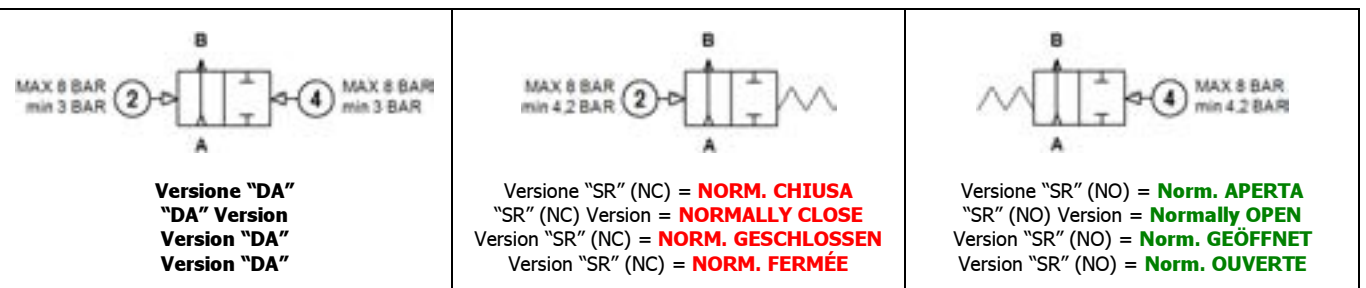 B
MAX 8 BAR
min 3 BAR
2
4
MAX 8 BAR
min 3 BAR
A
Versione “DA”
“DA” Version
Version “DA”
Version “DA”
B
MAX 8 BAR
min 4,2 BAR
2
A
Versione “SR” (NC) = NORM. CHIUSA
“SR” (NC) Version = NORMALLY CLOSE
Version “SR” (NC) = NORM. GESCHLOSSEN
Version “SR” (NC) = NORM. FERMÉE
B
4
MAX 8 BAR
min 4,2 BAR
A
Versione “SR” (NO) = Norm. APERTA
“SR” (NO) Version = Normally OPEN
Version “SR” (NO) = Norm. GEÖFFNET
Version “SR” (NO) = Norm. OUVERTE